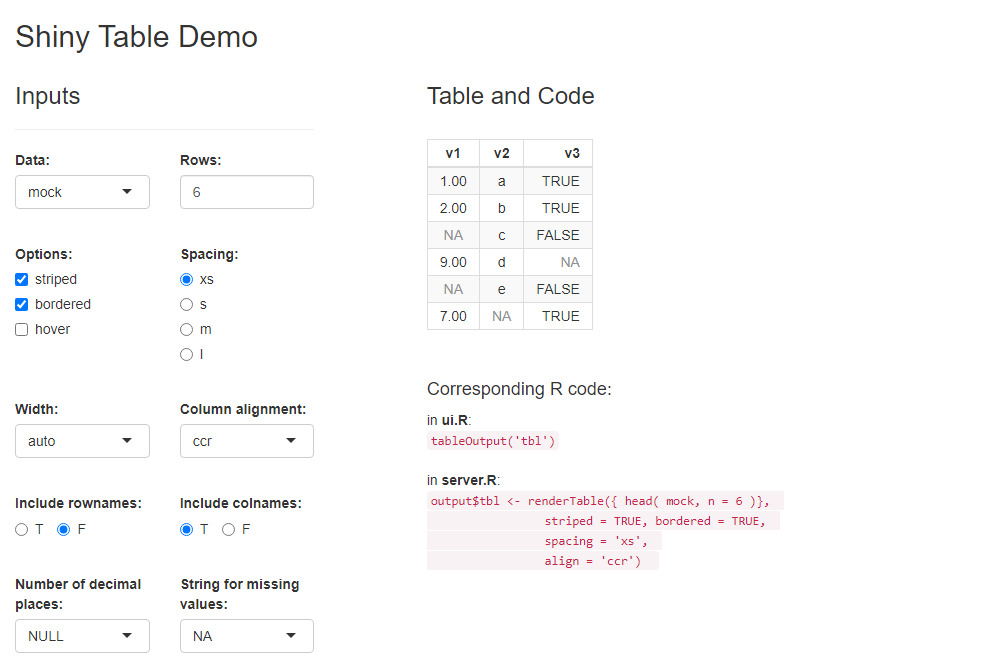 Shiny Table Demo
Inputs
Data:
Rows:
mock
6
Options:
Spacing:
striped
xs
bordered
s
hover
m
l
Width:
Column alignment:
auto
ccr
Include rownames:
Include colnames:
T F
T F
Number of decimal places:
String for missing values:
NULL
NA
Table and Code
v1 v2 v3
1.00 a TRUE
2.00 b TRUE
NA c FALSE
9.00 d NA
NA e FALSE
7.00 NA TRUE
Corresponding R code:
in ui.R:
tableOutput('tbl')
in server.R:
output$tbl <- renderTable({ head( mock, n = 6 )},
striped = TRUE, bordered = TRUE,
spacing = 'xs',
align = 'ccr')